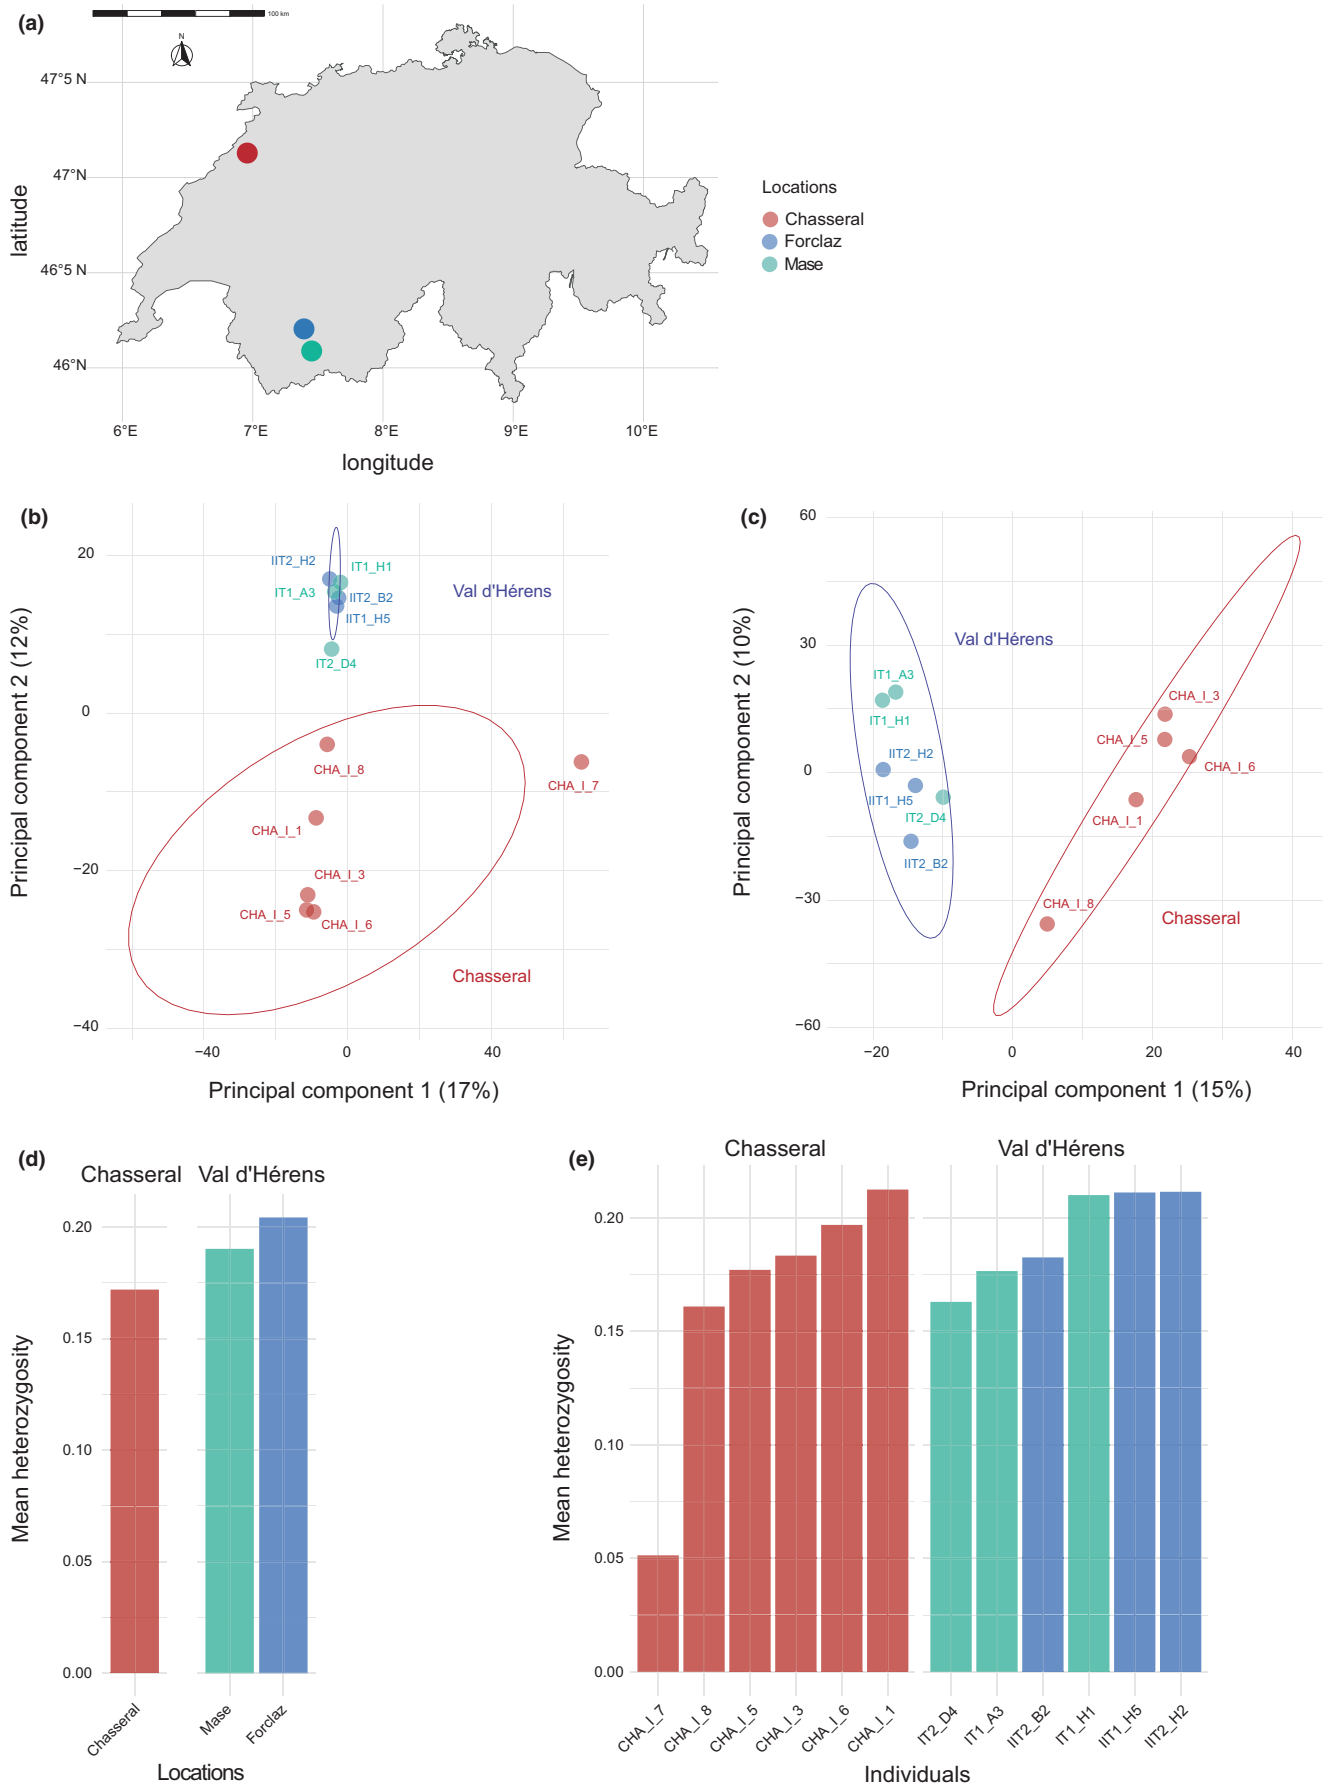 (a)
100 km
N
47°5 N
47°N
46°5 N
46°N
latitude
6°E
7°E
8°E
9°E
10°E
longitude
Locations
Chasseral
Forclaz
Mase
(b)
20
0
−20
−40
Principal component 2 (12%)
IIT2_H2
IT1_H1
IT1_A3
IIT2_B2
IIT1_H5
IT2_D4
Val d'Hérens
CHA_I_8
CHA_I_7
CHA_I_1
CHA_I_3
CHA_I_5
CHA_I_6
Chasseral
−40
0
40
Principal component 1 (17%)
(c)
60
30
0
−30
−60
Principal component 2 (10%)
Val d'Hérens
IT1_A3
IT1_H1
IIT2_H2
IIT1_H5
IT2_D4
IIT2_B2
CHA_I_3
CHA_I_5
CHA_I_6
CHA_I_1
CHA_I_8
Chasseral
−20
0
20
40
Principal component 1 (15%)
(d)
Chasseral
Val d'Hérens
0.20
0.15
0.10
0.05
0.00
Mean heterozygosity
Chasseral
Mase
Forclaz
Locations
(e)
Chasseral
Val d'Hérens
0.20
0.15
0.10
0.05
0.00
Mean heterozygosity
CHA_I_7
CHA_I_8
CHA_I_5
CHA_I_3
CHA_I_6
CHA_I_1
IT2_D4
IT1_A3
IIT2_B2
IT1_H1
IIT1_H5
IIT2_H2
Individuals